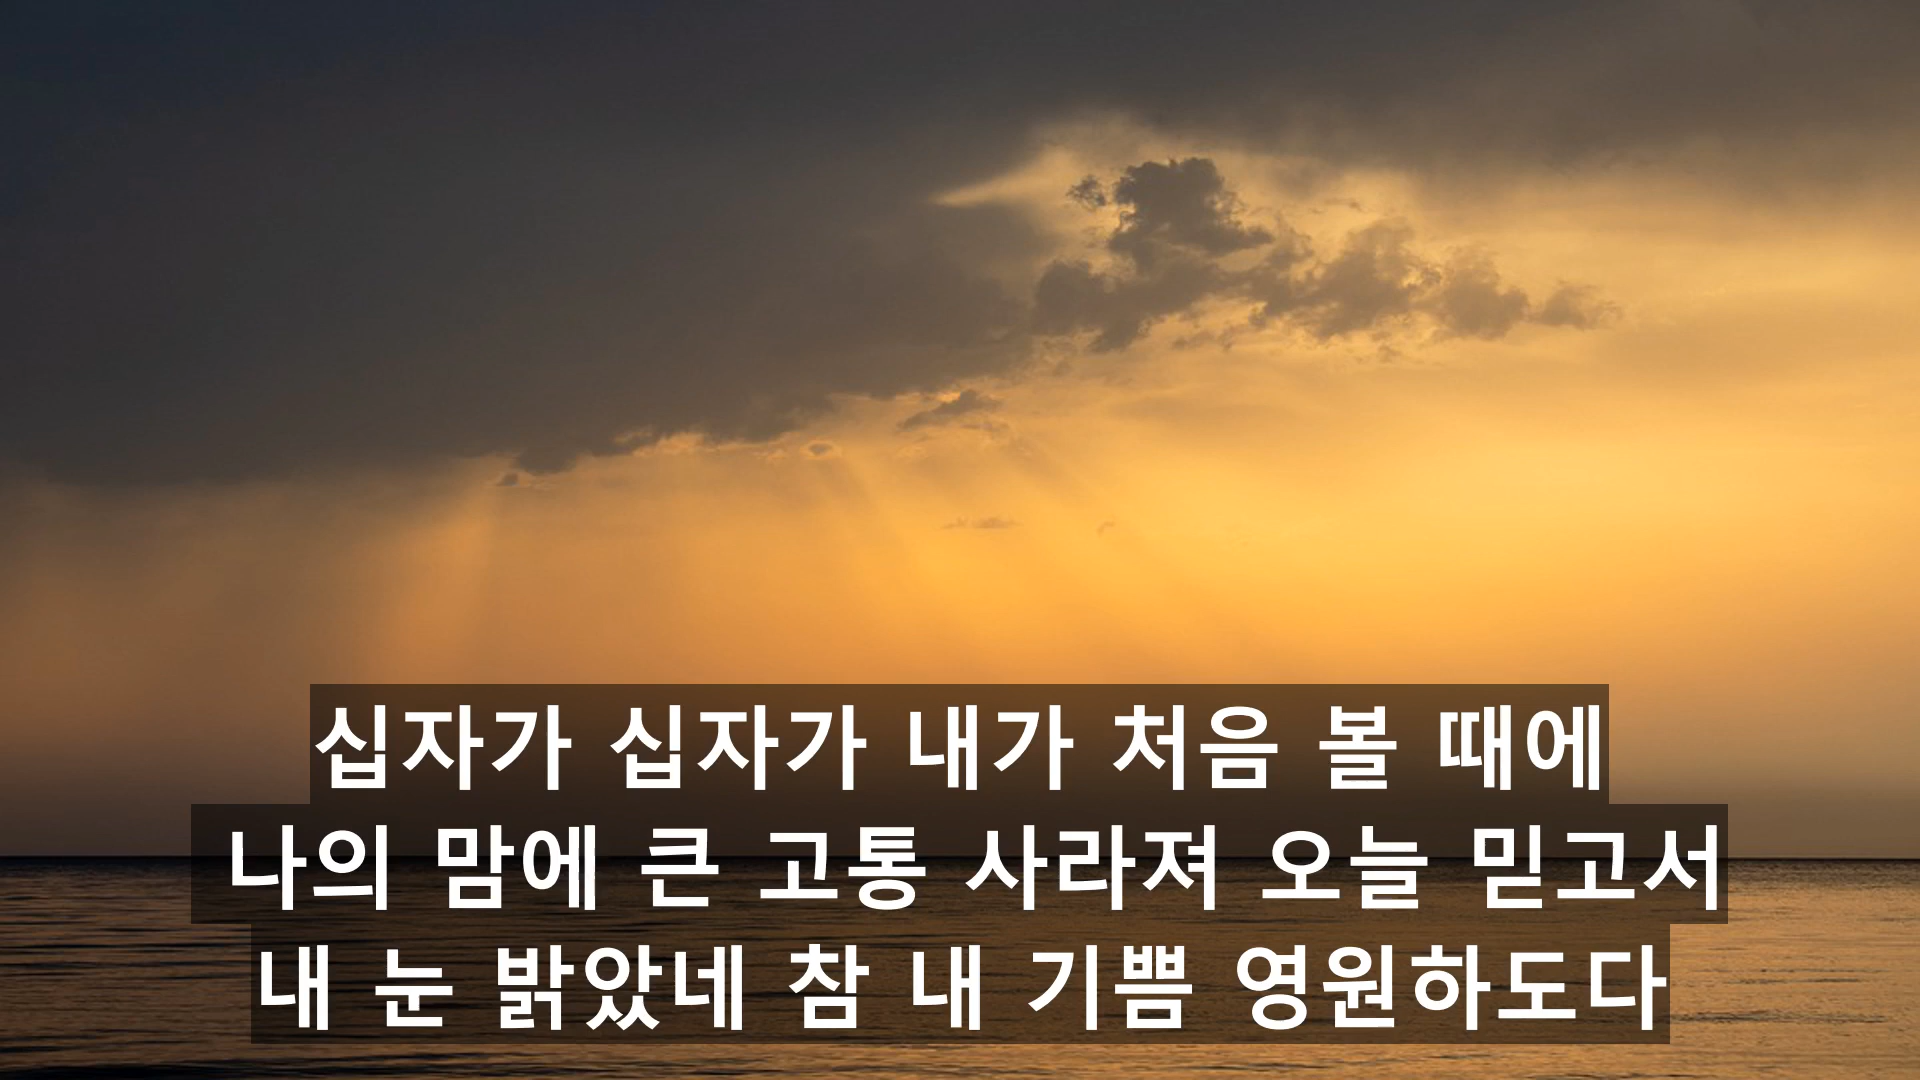 십자가 십자가 내가 처음 볼 때에
나의 맘에 큰 고통 사라져 오늘 믿고서
내 눈 밝았네 참 내 기쁨 영원하도다